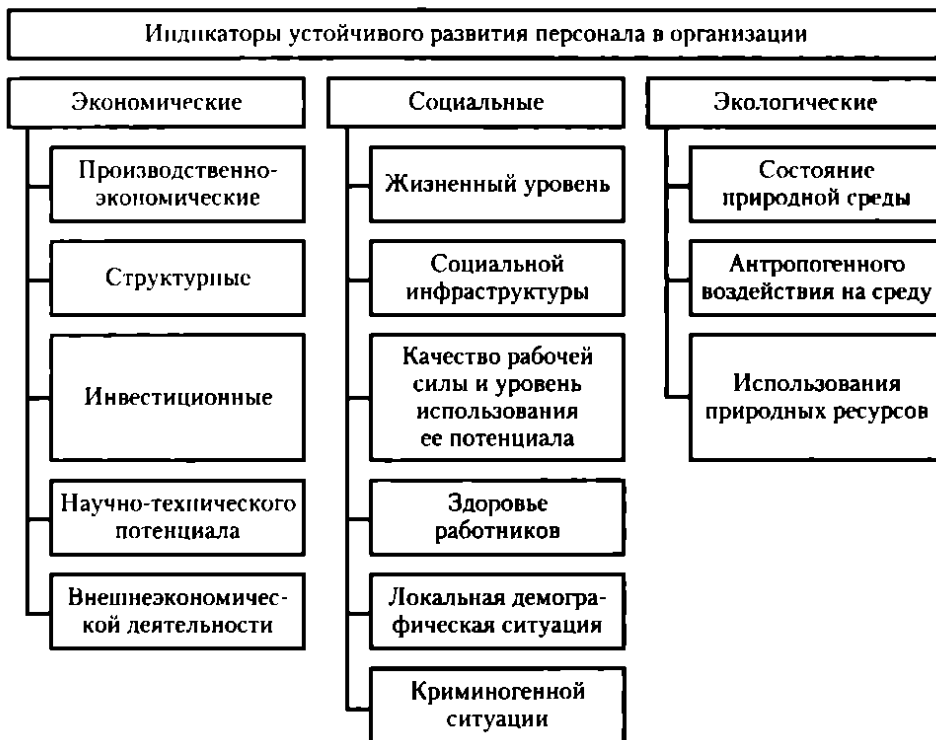 Индикаторы устойчивого развития персонала в организации
Экономические
Производственно-
экономические
Структурные
Инвестиционные
Научно-технического
потенциала
Внешнеэкономичес-
кой деятельности
Социальные
Жизненный уровень
Социальной
инфраструктуры
Качество рабочей
силы и уровень
использования
ее потенциала
Здоровье
работников
Локальная демогра-
фическая ситуация
Криминогенной
ситуации
Экологические
Состояние
природной среды
Антропогенного
воздействия на среду
Использования
природных ресурсов